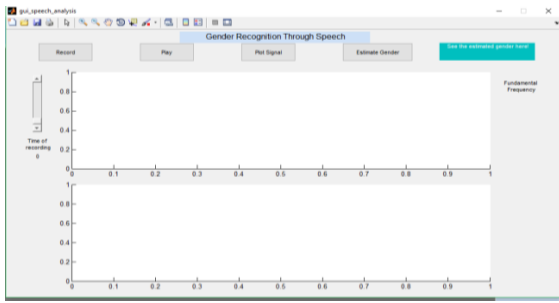 gui_speech_analysis
Gender Recognition Through Speech
Record
Play
Plot Signal
Estimate Gender
See the estimated gender here!
Fundamental
Frequency
Time of
recording
0
1
0.8
0.6
0.4
0.2
0
0 0.1 0.2 0.3 0.4 0.5 0.6 0.7 0.8 0.9 1
1
0.8
0.6
0.4
0.2
0
0 0.1 0.2 0.3 0.4 0.5 0.6 0.7 0.8 0.9 1